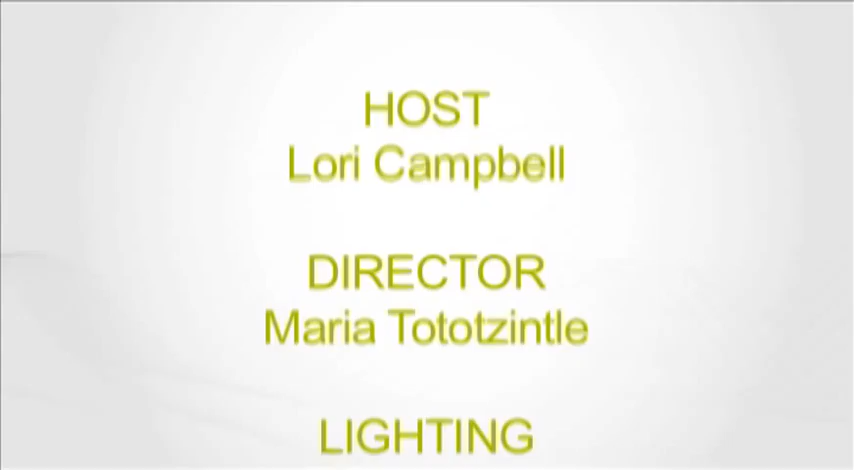 HOST
Lori Campbell
DIRECTOR
Maria Tototzintle
LIGHTING